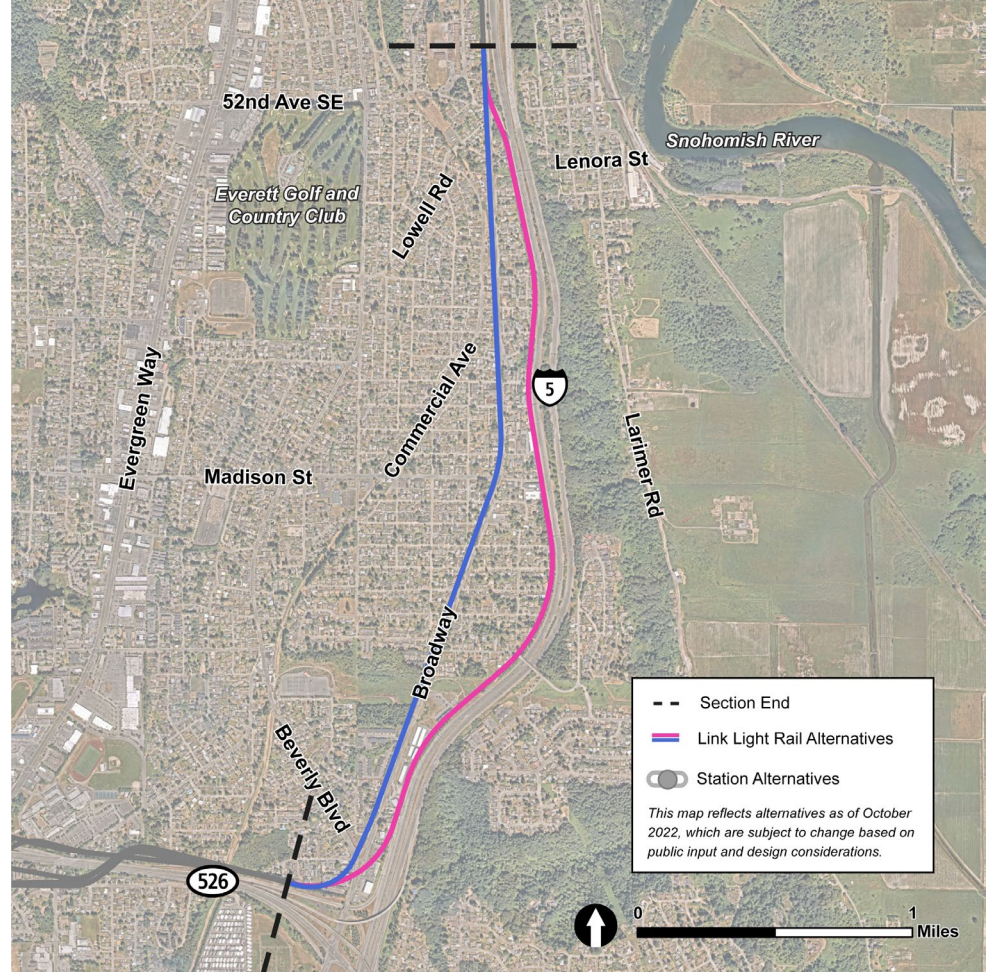 52nd Ave SE
Lenora St
Snohomish River
Everett Golf and
Country Club
Lowell Rd
Evergreen Way
Commercial Ave
5
Madison St
Larimer Rd
Broadway
Beverly Blvd
526
Section End
Link Light Rail Alternatives
Station Alternatives
This map reflects alternatives as of October
2022, which are subject to change based on
public input and design considerations.
0 1
Miles